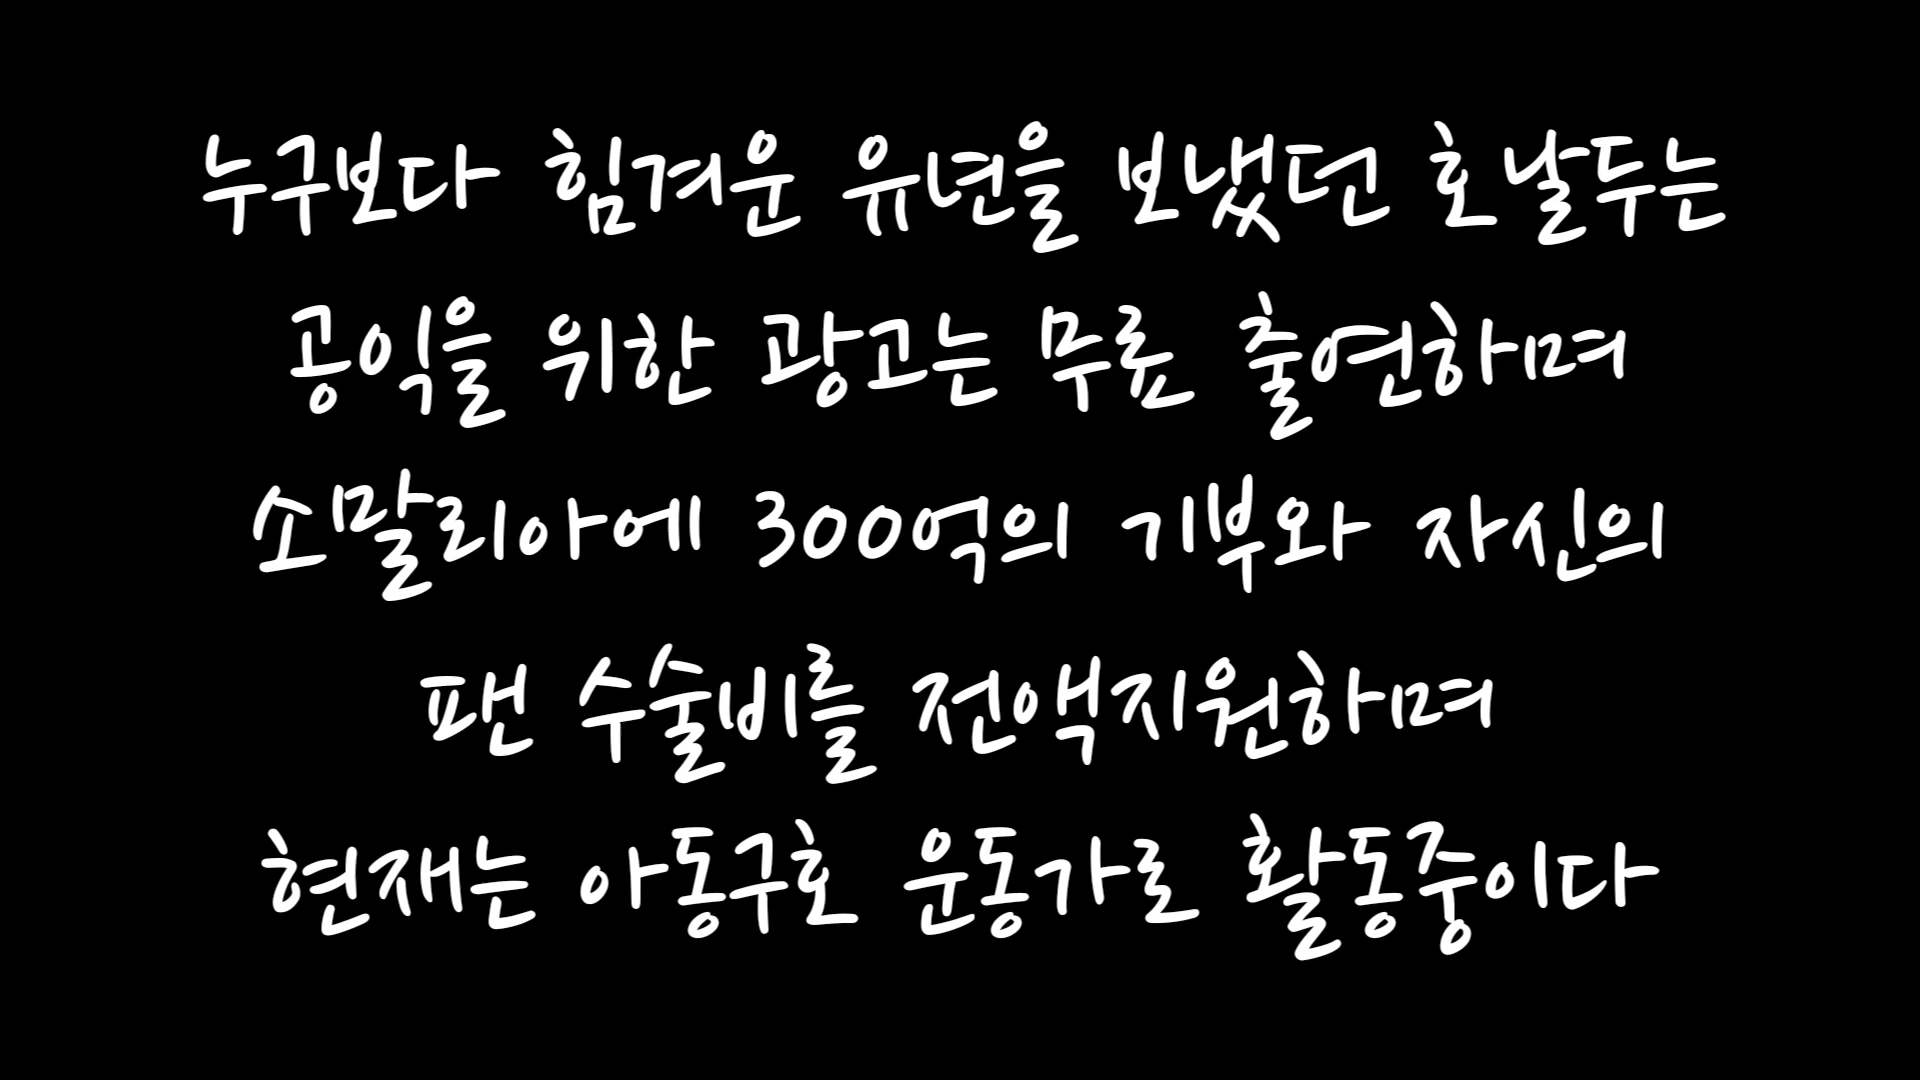 누구보다 힘겨운 유년을 보냈던 호날두는
공익을 위한 광고는 무료 출연하며
소말리아에 300억의 기부와 자신의
팬 수술비를 전액지원하며
현재는 아동구호 운동가로 활동중이다